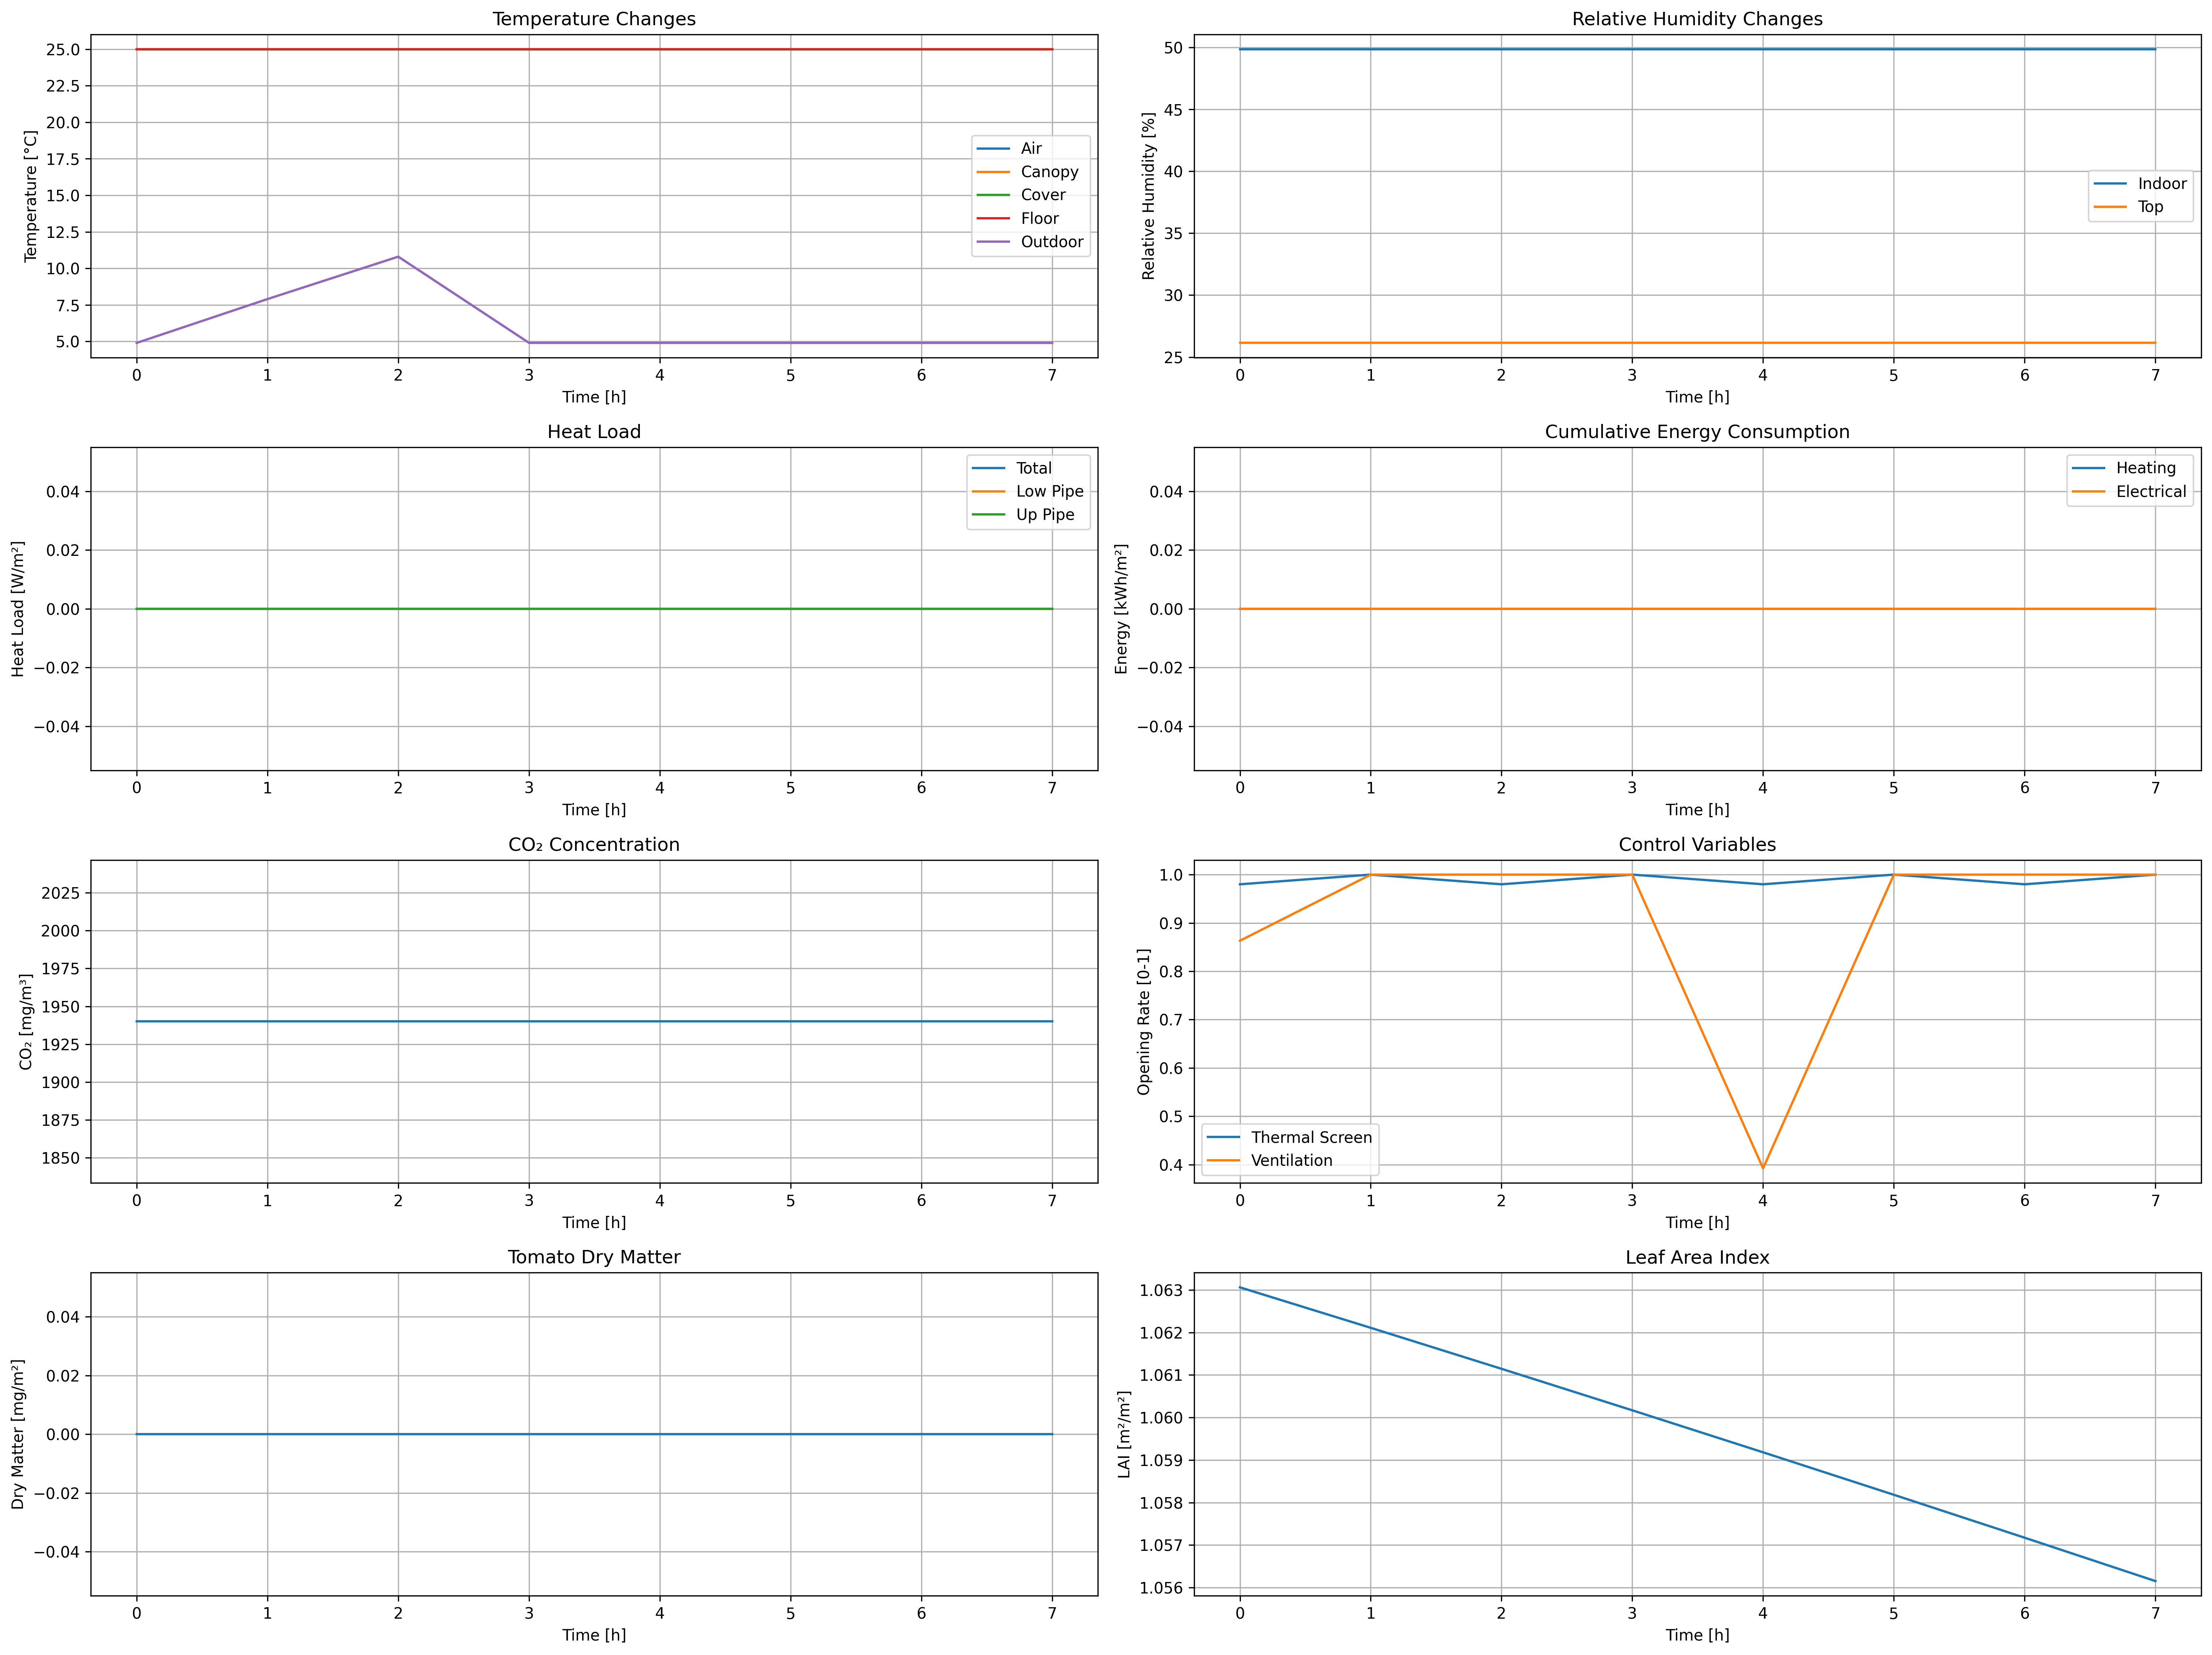 Temperature Changes
Temperature [°C]
25.0
22.5
20.0
17.5
15.0
12.5
10.0
7.5
5.0
Air
Canopy
Cover
Floor
Outdoor
0 1 2 3 4 5 6 7
Time [h]
Relative Humidity Changes
Relative Humidity [%]
50
45
40
35
30
25
Indoor
Top
0 1 2 3 4 5 6 7
Time [h]
Heat Load
Heat Load [W/m²]
0.04
0.02
0.00
−0.02
−0.04
Total
Low Pipe
Up Pipe
0 1 2 3 4 5 6 7
Time [h]
Cumulative Energy Consumption
Energy [kWh/m²]
0.04
0.02
0.00
−0.02
−0.04
Heating
Electrical
0 1 2 3 4 5 6 7
Time [h]
CO₂ Concentration
CO₂ [mg/m³]
2025
2000
1975
1950
1925
1900
1875
1850
0 1 2 3 4 5 6 7
Time [h]
Control Variables
Opening Rate [0-1]
1.0
0.9
0.8
0.7
0.6
0.5
0.4
Thermal Screen
Ventilation
0 1 2 3 4 5 6 7
Time [h]
Tomato Dry Matter
Dry Matter [mg/m²]
0.04
0.02
0.00
−0.02
−0.04
0 1 2 3 4 5 6 7
Time [h]
Leaf Area Index
LAI [m²/m²]
1.063
1.062
1.061
1.060
1.059
1.058
1.057
1.056
0 1 2 3 4 5 6 7
Time [h]